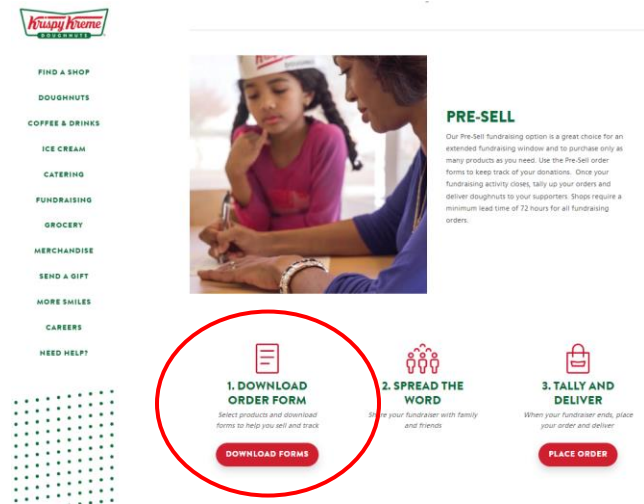 Krispy Kreme
DOUGHNUTS
FIND A SHOP
DOUGHNUTS
COFFEE & DRINKS
ICE CREAM
CATERING
FUNDRAISING
GROCERY
MERCHANDISE
SEND A GIFT
MORE SMILES
CAREERS
NEED HELP?
PRE-SELL
Our Pre-Sell fundraising option is a great choice for an
extended fundraising window and to purchase only as
many products as you need. Use the Pre-Sell order
forms to keep track of your donations. Once your
fundraising activity closes, tally up your orders and
deliver doughnuts to your supporters. Shops require a
minimum lead time of 72 hours for all fundraising
orders.
1. DOWNLOAD
ORDER FORM
Select products and download
forms to help you sell and track
DOWNLOAD FORMS
2. SPREAD THE
WORD
Share your fundraiser with family
and friends
3. TALLY AND
DELIVER
When your fundraiser ends, place
your order and deliver
PLACE ORDER